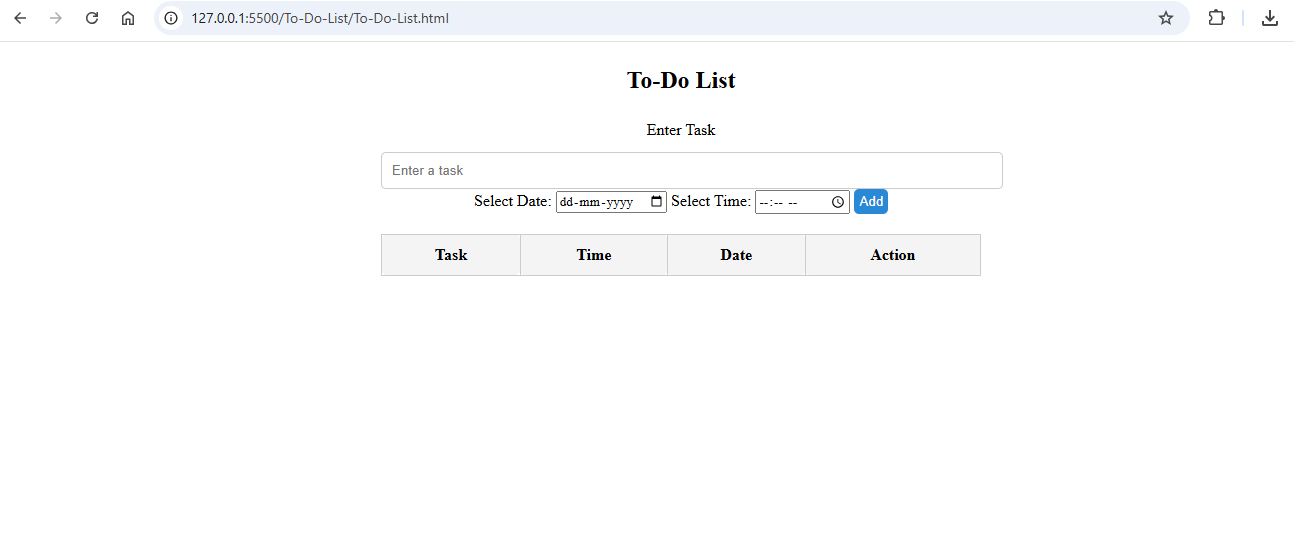 127.0.0.1:5500/To-Do-List/To-Do-List.html
To-Do List
Enter Task
Enter a task
Select Date: dd-mm-yyyy Select Time: --:-- -- Add
Task Time Date Action